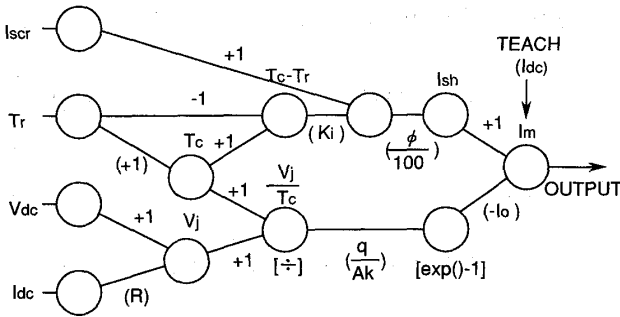 Iscr
+1
TEACH
(Idc)
Tc-Tr
Ish
Tr
-1
(Ki)
(ϕ/100)
+1
Im
(+1)
Tc
+1
OUTPUT
Vdc
+1
Vj
+1
Vj/Tc
(-Io)
Idc
(R)
+1
[÷]
(q/Ak)
[exp()-1]